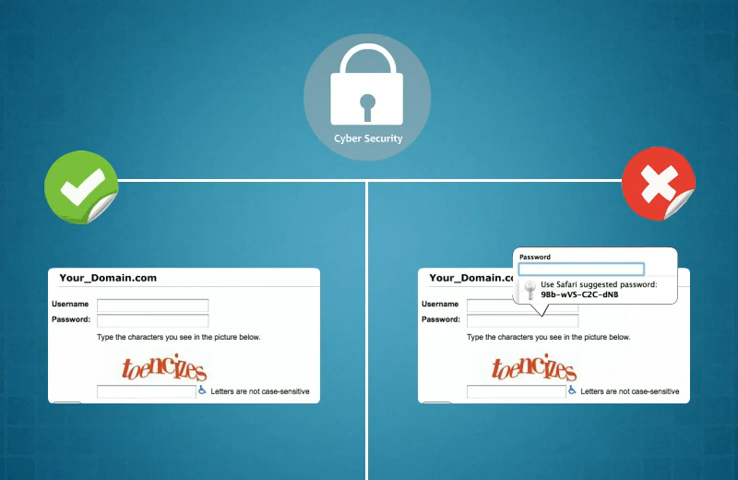 Cyber Security
Your_Domain.com
Username
Password:
Type the characters you see in the picture below.
toencizes
Letters are not case-sensitive
Password
Use Safari suggested password:
9Bb-wVS-C2C-dNB
Your_Domain.c
Username
Password:
Type the characters you see in the picture below.
toencizes
Letters are not case-sensitive